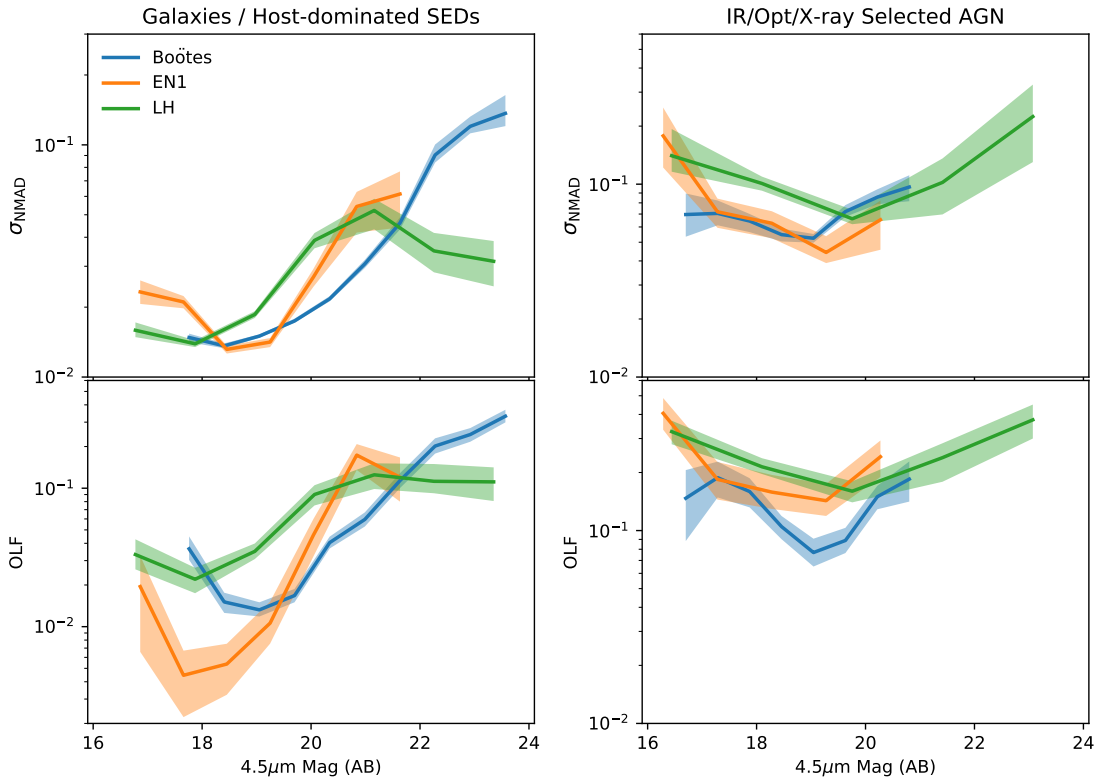 Galaxies / Host-dominated SEDs
IR/Opt/X-ray Selected AGN
Boötes
EN1
LH
σNMAD
10⁻¹
10⁻²
σNMAD
10⁻¹
10⁻²
OLF
10⁻¹
10⁻²
16 18 20 22 24
4.5μm Mag (AB)
OLF
10⁻¹
10⁻²
16 18 20 22 24
4.5μm Mag (AB)